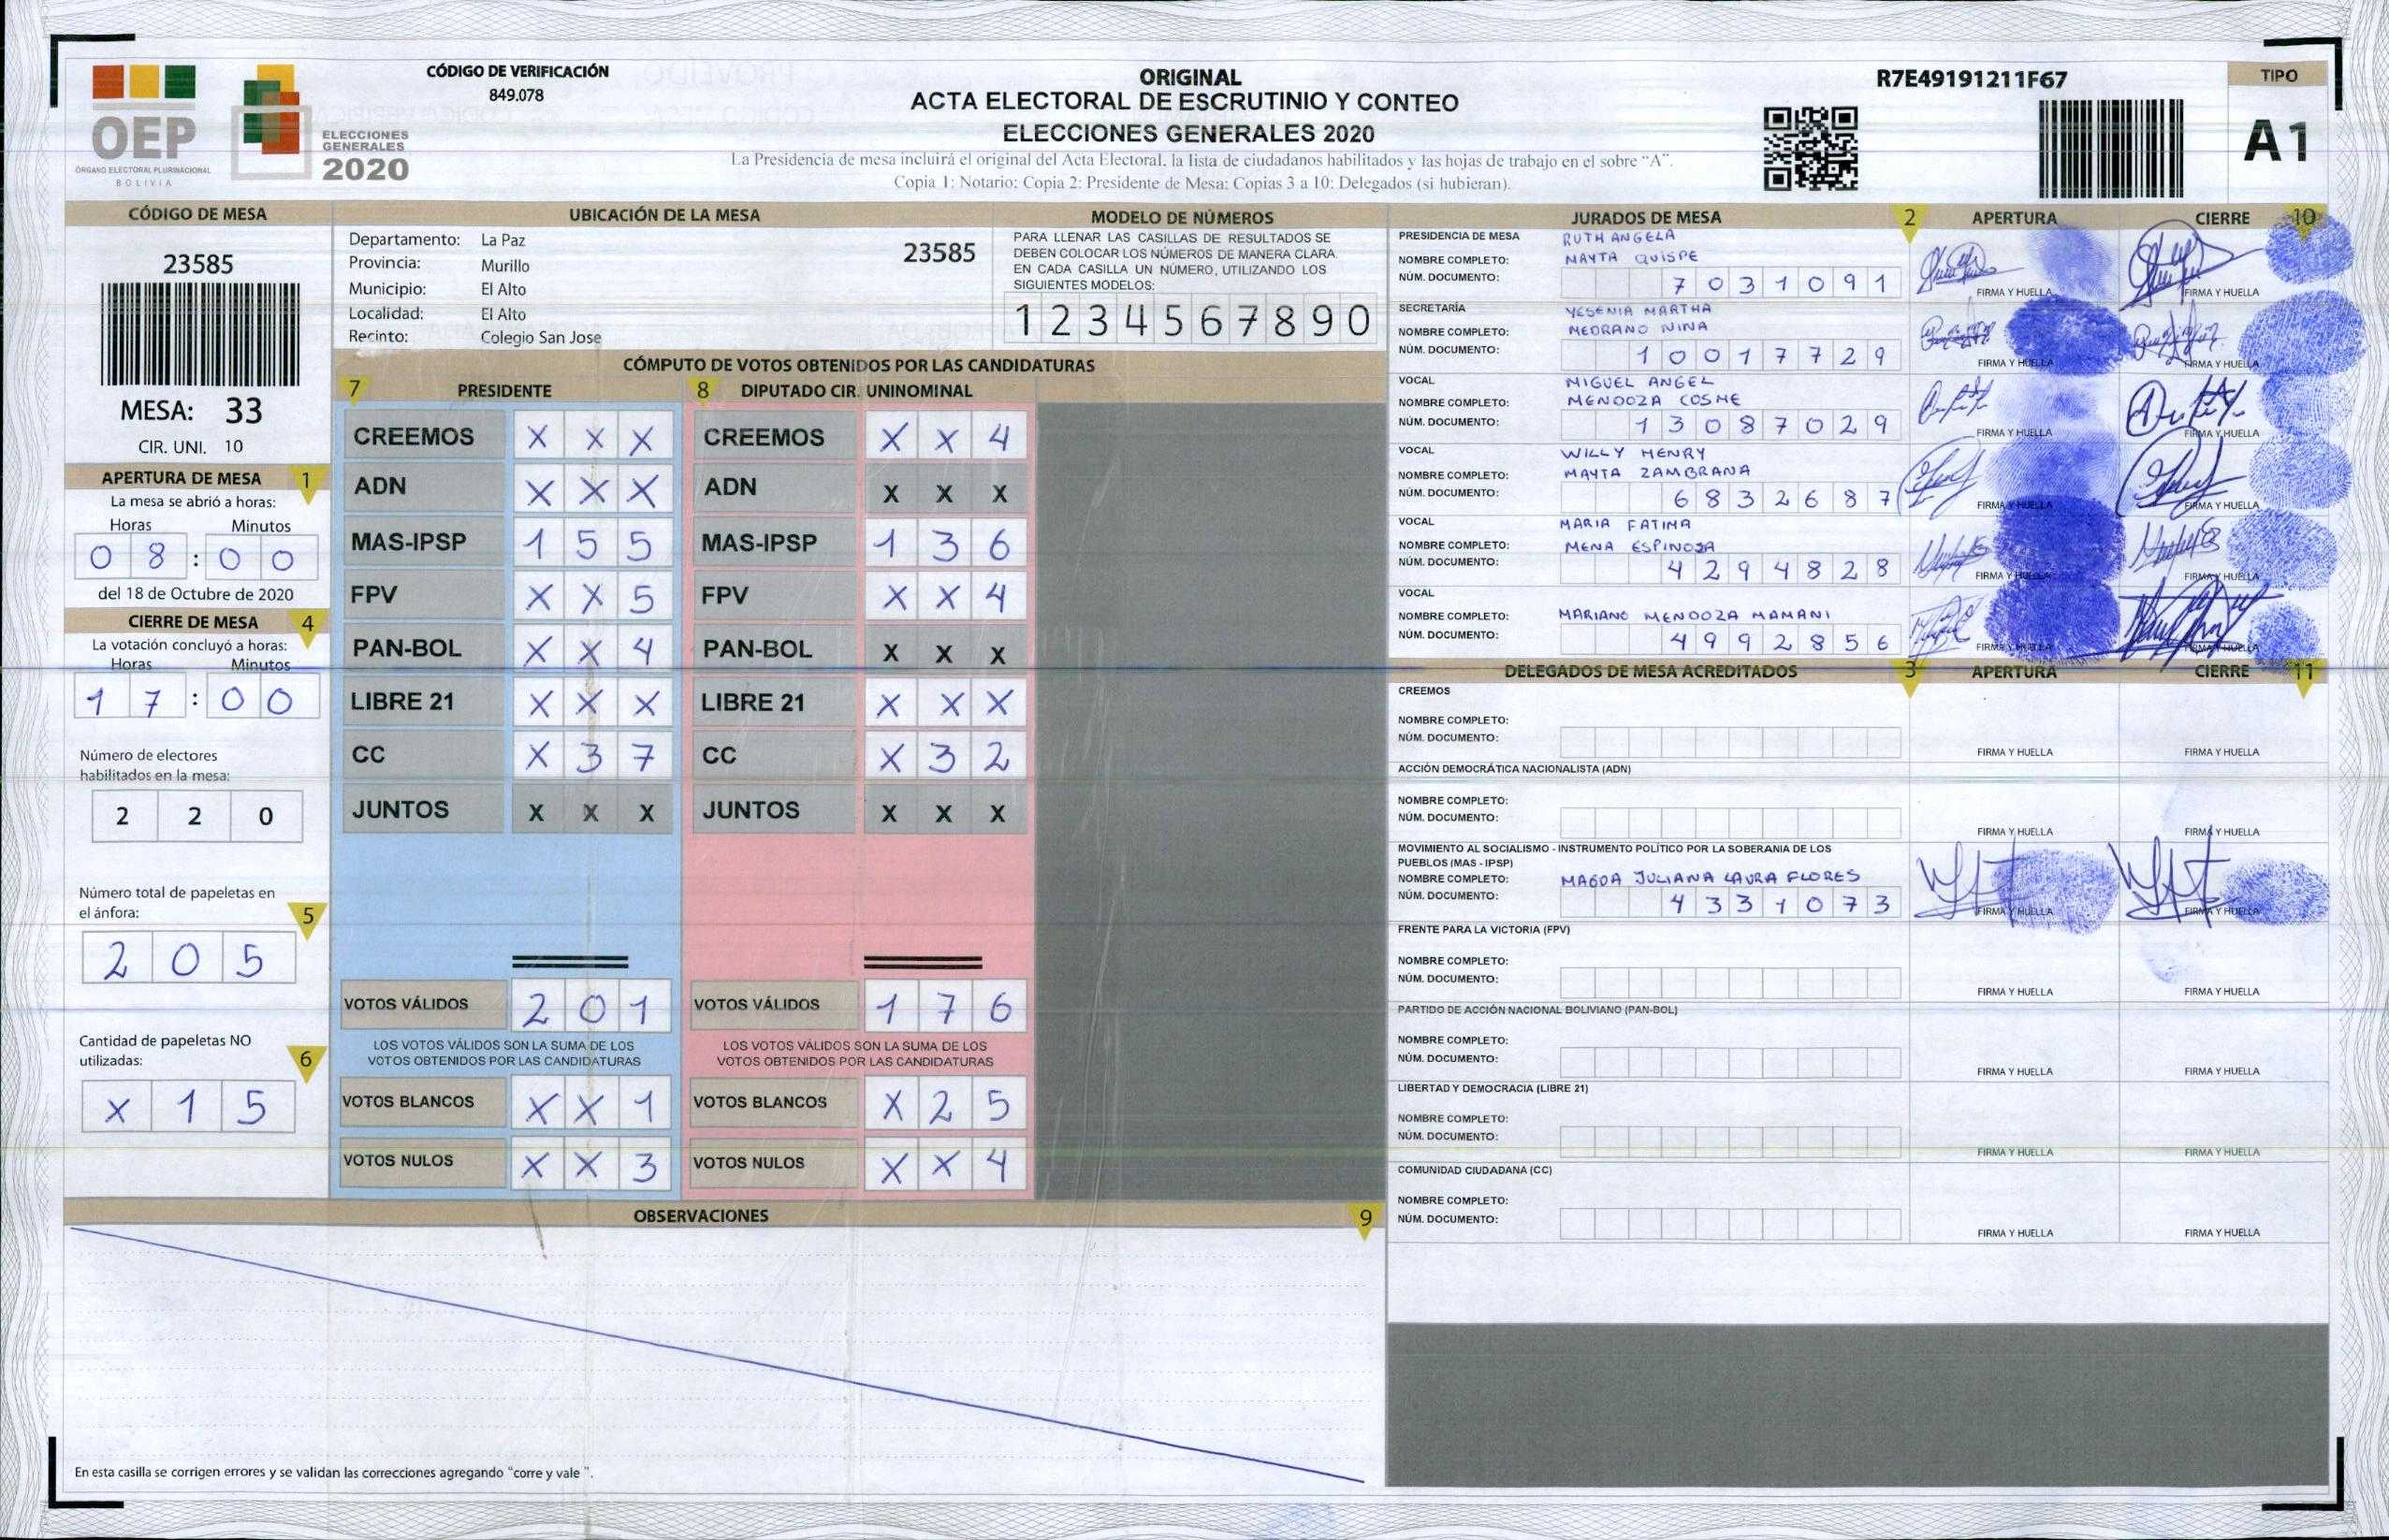 OEP
ÓRGANO ELECTORAL PLURINACIONAL
BOLIVIA
ELECCIONES
GENERALES
2020
CÓDIGO DE VERIFICACIÓN
849.078
ORIGINAL
ACTA ELECTORAL DE ESCRUTINIO Y CONTEO
ELECCIONES GENERALES 2020
La Presidencia de mesa incluirá el original del Acta Electoral, la lista de ciudadanos habilitados y las hojas de trabajo en el sobre “A”.
Copia 1: Notario; Copia 2: Presidente de Mesa; Copias 3 a 10: Delegados (si hubieran).
R7E49191211F67
TIPO
A1
CÓDIGO DE MESA
23585
MESA: 33
CIR. UNI. 10
APERTURA DE MESA 1
La mesa se abrió a horas:
Horas Minutos
0 8 : 0 0
del 18 de Octubre de 2020
CIERRE DE MESA 4
La votación concluyó a horas:
Horas Minutos
1 7 : 0 0
Número de electores
habilitados en la mesa:
2 2 0
Número total de papeletas en
el ánfora: 5
2 0 5
Cantidad de papeletas NO
utilizadas: 6
X 1 5
UBICACIÓN DE LA MESA
Departamento: La Paz 23585
Provincia: Murillo
Municipio: El Alto
Localidad: El Alto
Recinto: Colegio San Jose
MODELO DE NÚMEROS
PARA LLENAR LAS CASILLAS DE RESULTADOS SE
DEBEN COLOCAR LOS NÚMEROS DE MANERA CLARA
EN CADA CASILLA UN NÚMERO, UTILIZANDO LOS
SIGUIENTES MODELOS:
1 2 3 4 5 6 7 8 9 0
CÓMPUTO DE VOTOS OBTENIDOS POR LAS CANDIDATURAS
7 PRESIDENTE
CREEMOS X X X
ADN X X X
MAS-IPSP 1 5 5
FPV X X 5
PAN-BOL X X 4
LIBRE 21 X X X
CC X 3 7
JUNTOS X X X
VOTOS VÁLIDOS 2 0 1
LOS VOTOS VÁLIDOS SON LA SUMA DE LOS
VOTOS OBTENIDOS POR LAS CANDIDATURAS
VOTOS BLANCOS X X 1
VOTOS NULOS X X 3
8 DIPUTADO CIR. UNINOMINAL
CREEMOS X X 4
ADN X X X
MAS-IPSP 1 3 6
FPV X X 4
PAN-BOL X X X
LIBRE 21 X X X
CC X 3 2
JUNTOS X X X
VOTOS VÁLIDOS 1 7 6
LOS VOTOS VÁLIDOS SON LA SUMA DE LOS
VOTOS OBTENIDOS POR LAS CANDIDATURAS
VOTOS BLANCOS X 2 5
VOTOS NULOS X X 4
OBSERVACIONES 9
En esta casilla se corrigen errores y se validan las correcciones agregando “corre y vale ”.
JURADOS DE MESA 2 APERTURA CIERRE 10
PRESIDENCIA DE MESA RUTH ANGELA
NOMBRE COMPLETO: MAYTA QUISPE
NÚM. DOCUMENTO: 7 0 3 1 0 9 1
FIRMA Y HUELLA FIRMA Y HUELLA
SECRETARÍA YESENIA MARTHA
NOMBRE COMPLETO: MEDRANO NINA
NÚM. DOCUMENTO: 1 0 0 1 7 7 2 9
FIRMA Y HUELLA FIRMA Y HUELLA
VOCAL MIGUEL ANGEL
NOMBRE COMPLETO: MENDOZA COSME
NÚM. DOCUMENTO: 1 3 0 8 7 0 2 9
FIRMA Y HUELLA FIRMA Y HUELLA
VOCAL WILLY HENRY
NOMBRE COMPLETO: MAYTA ZAMBRANA
NÚM. DOCUMENTO: 6 8 3 2 6 8 7
FIRMA Y HUELLA FIRMA Y HUELLA
VOCAL MARIA FATIMA
NOMBRE COMPLETO: MENA ESPINOZA
NÚM. DOCUMENTO: 4 2 9 4 8 2 8
FIRMA Y HUELLA FIRMA Y HUELLA
VOCAL
NOMBRE COMPLETO: MARIANO MENDOZA MAMANI
NÚM. DOCUMENTO: 4 9 9 2 8 5 6
FIRMA Y HUELLA FIRMA Y HUELLA
DELEGADOS DE MESA ACREDITADOS 3 APERTURA CIERRE 11
CREEMOS
NOMBRE COMPLETO:
NÚM. DOCUMENTO:
FIRMA Y HUELLA FIRMA Y HUELLA
ACCIÓN DEMOCRÁTICA NACIONALISTA (ADN)
NOMBRE COMPLETO:
NÚM. DOCUMENTO:
FIRMA Y HUELLA FIRMA Y HUELLA
MOVIMIENTO AL SOCIALISMO - INSTRUMENTO POLÍTICO POR LA SOBERANIA DE LOS
PUEBLOS (MAS - IPSP)
NOMBRE COMPLETO: MAGDA JULIANA LAURA FLORES
NÚM. DOCUMENTO: 4 3 3 1 0 7 3
FIRMA Y HUELLA FIRMA Y HUELLA
FRENTE PARA LA VICTORIA (FPV)
NOMBRE COMPLETO:
NÚM. DOCUMENTO:
FIRMA Y HUELLA FIRMA Y HUELLA
PARTIDO DE ACCIÓN NACIONAL BOLIVIANO (PAN-BOL)
NOMBRE COMPLETO:
NÚM. DOCUMENTO:
FIRMA Y HUELLA FIRMA Y HUELLA
LIBERTAD Y DEMOCRACIA (LIBRE 21)
NOMBRE COMPLETO:
NÚM. DOCUMENTO:
FIRMA Y HUELLA FIRMA Y HUELLA
COMUNIDAD CIUDADANA (CC)
NOMBRE COMPLETO:
NÚM. DOCUMENTO:
FIRMA Y HUELLA FIRMA Y HUELLA